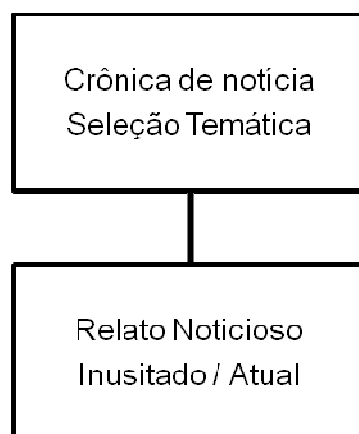 Crônica de notícia
Seleção Temática
Relato Noticioso
Inusitado / Atual